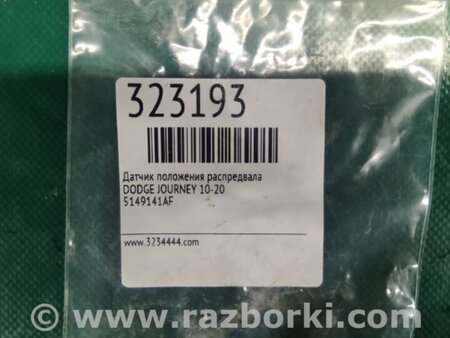 323193
Датчик положения распредвала
DODGE JOURNEY 10-20
5149141AF
www.3234444.com
© www.razborki.com